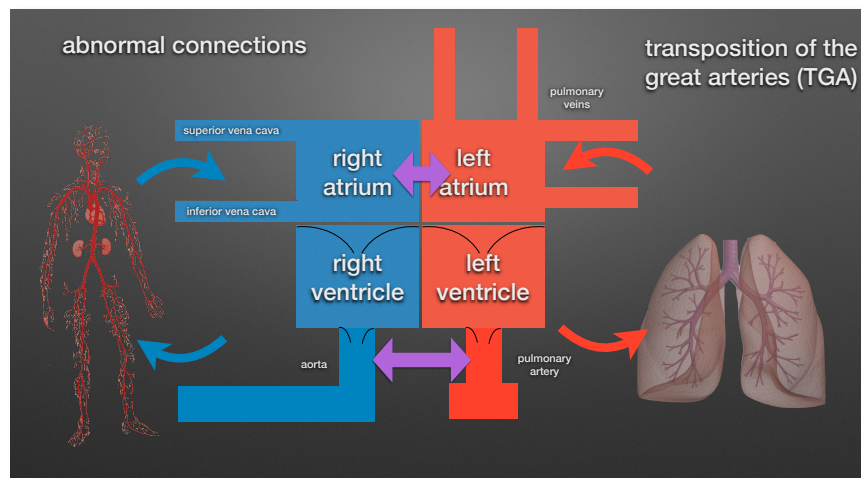 abnormal connections
transposition of the
great arteries (TGA)
pulmonary
veins
superior vena cava
right
atrium
left
atrium
inferior vena cava
right
ventricle
left
ventricle
aorta
pulmonary
artery